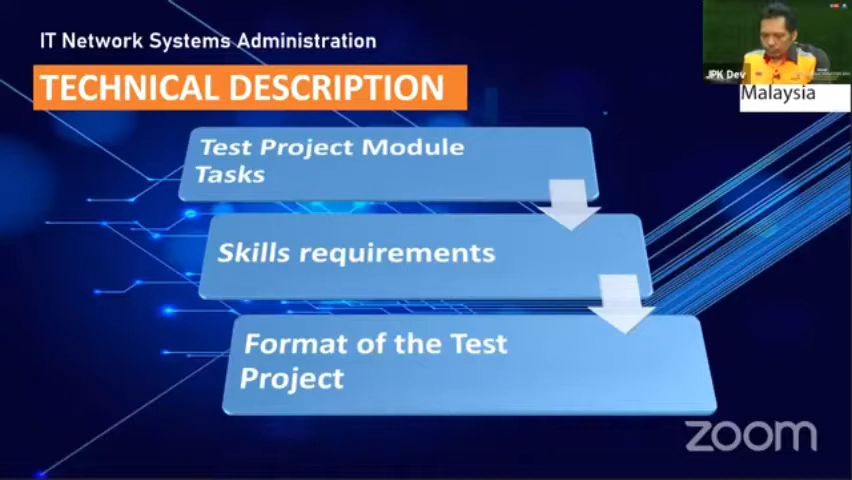 IT Network Systems Administration
TECHNICAL DESCRIPTION
JPK Dev
Malaysia
Test Project Module
Tasks
Skills requirements
Format of the Test
Project
zoom